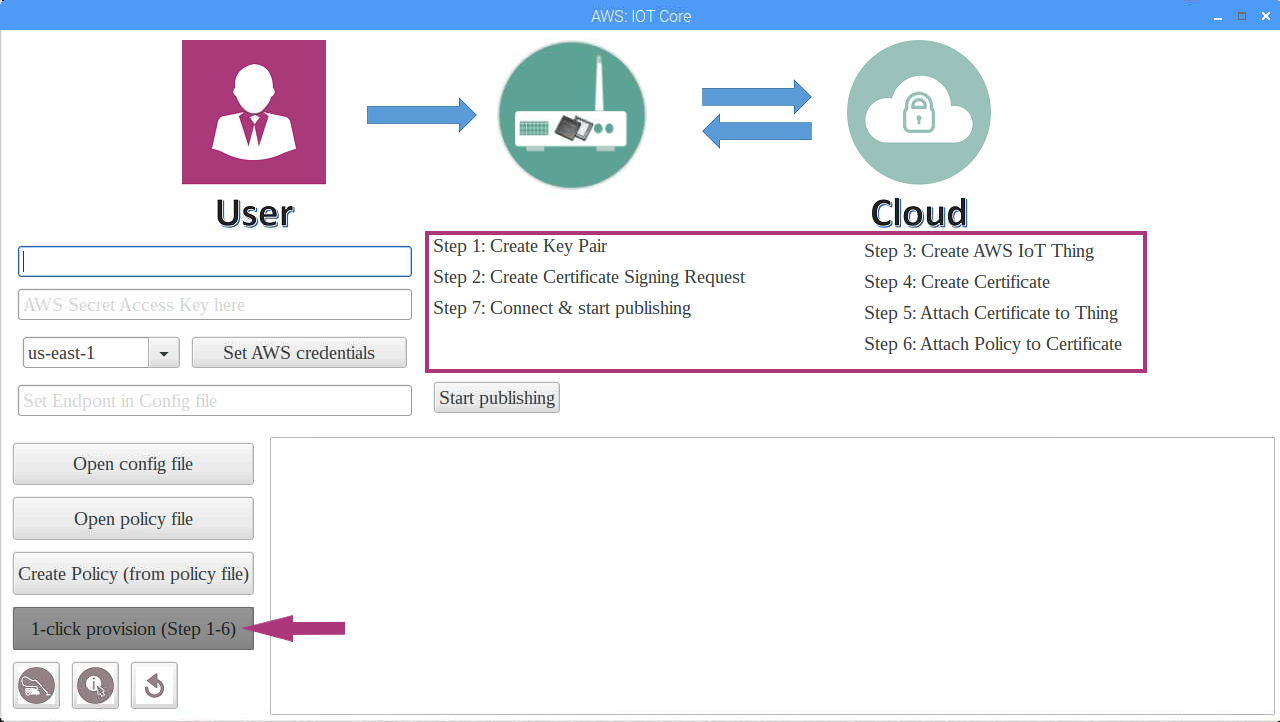 AWS: IOT Core
User
Cloud
AWS Secret Access Key here
us-east-1
Set AWS credentials
Set Endpont in Config file
Step 1: Create Key Pair
Step 2: Create Certificate Signing Request
Step 7: Connect & start publishing
Step 3: Create AWS IoT Thing
Step 4: Create Certificate
Step 5: Attach Certificate to Thing
Step 6: Attach Policy to Certificate
Start publishing
Open config file
Open policy file
Create Policy (from policy file)
1-click provision (Step 1-6)
i